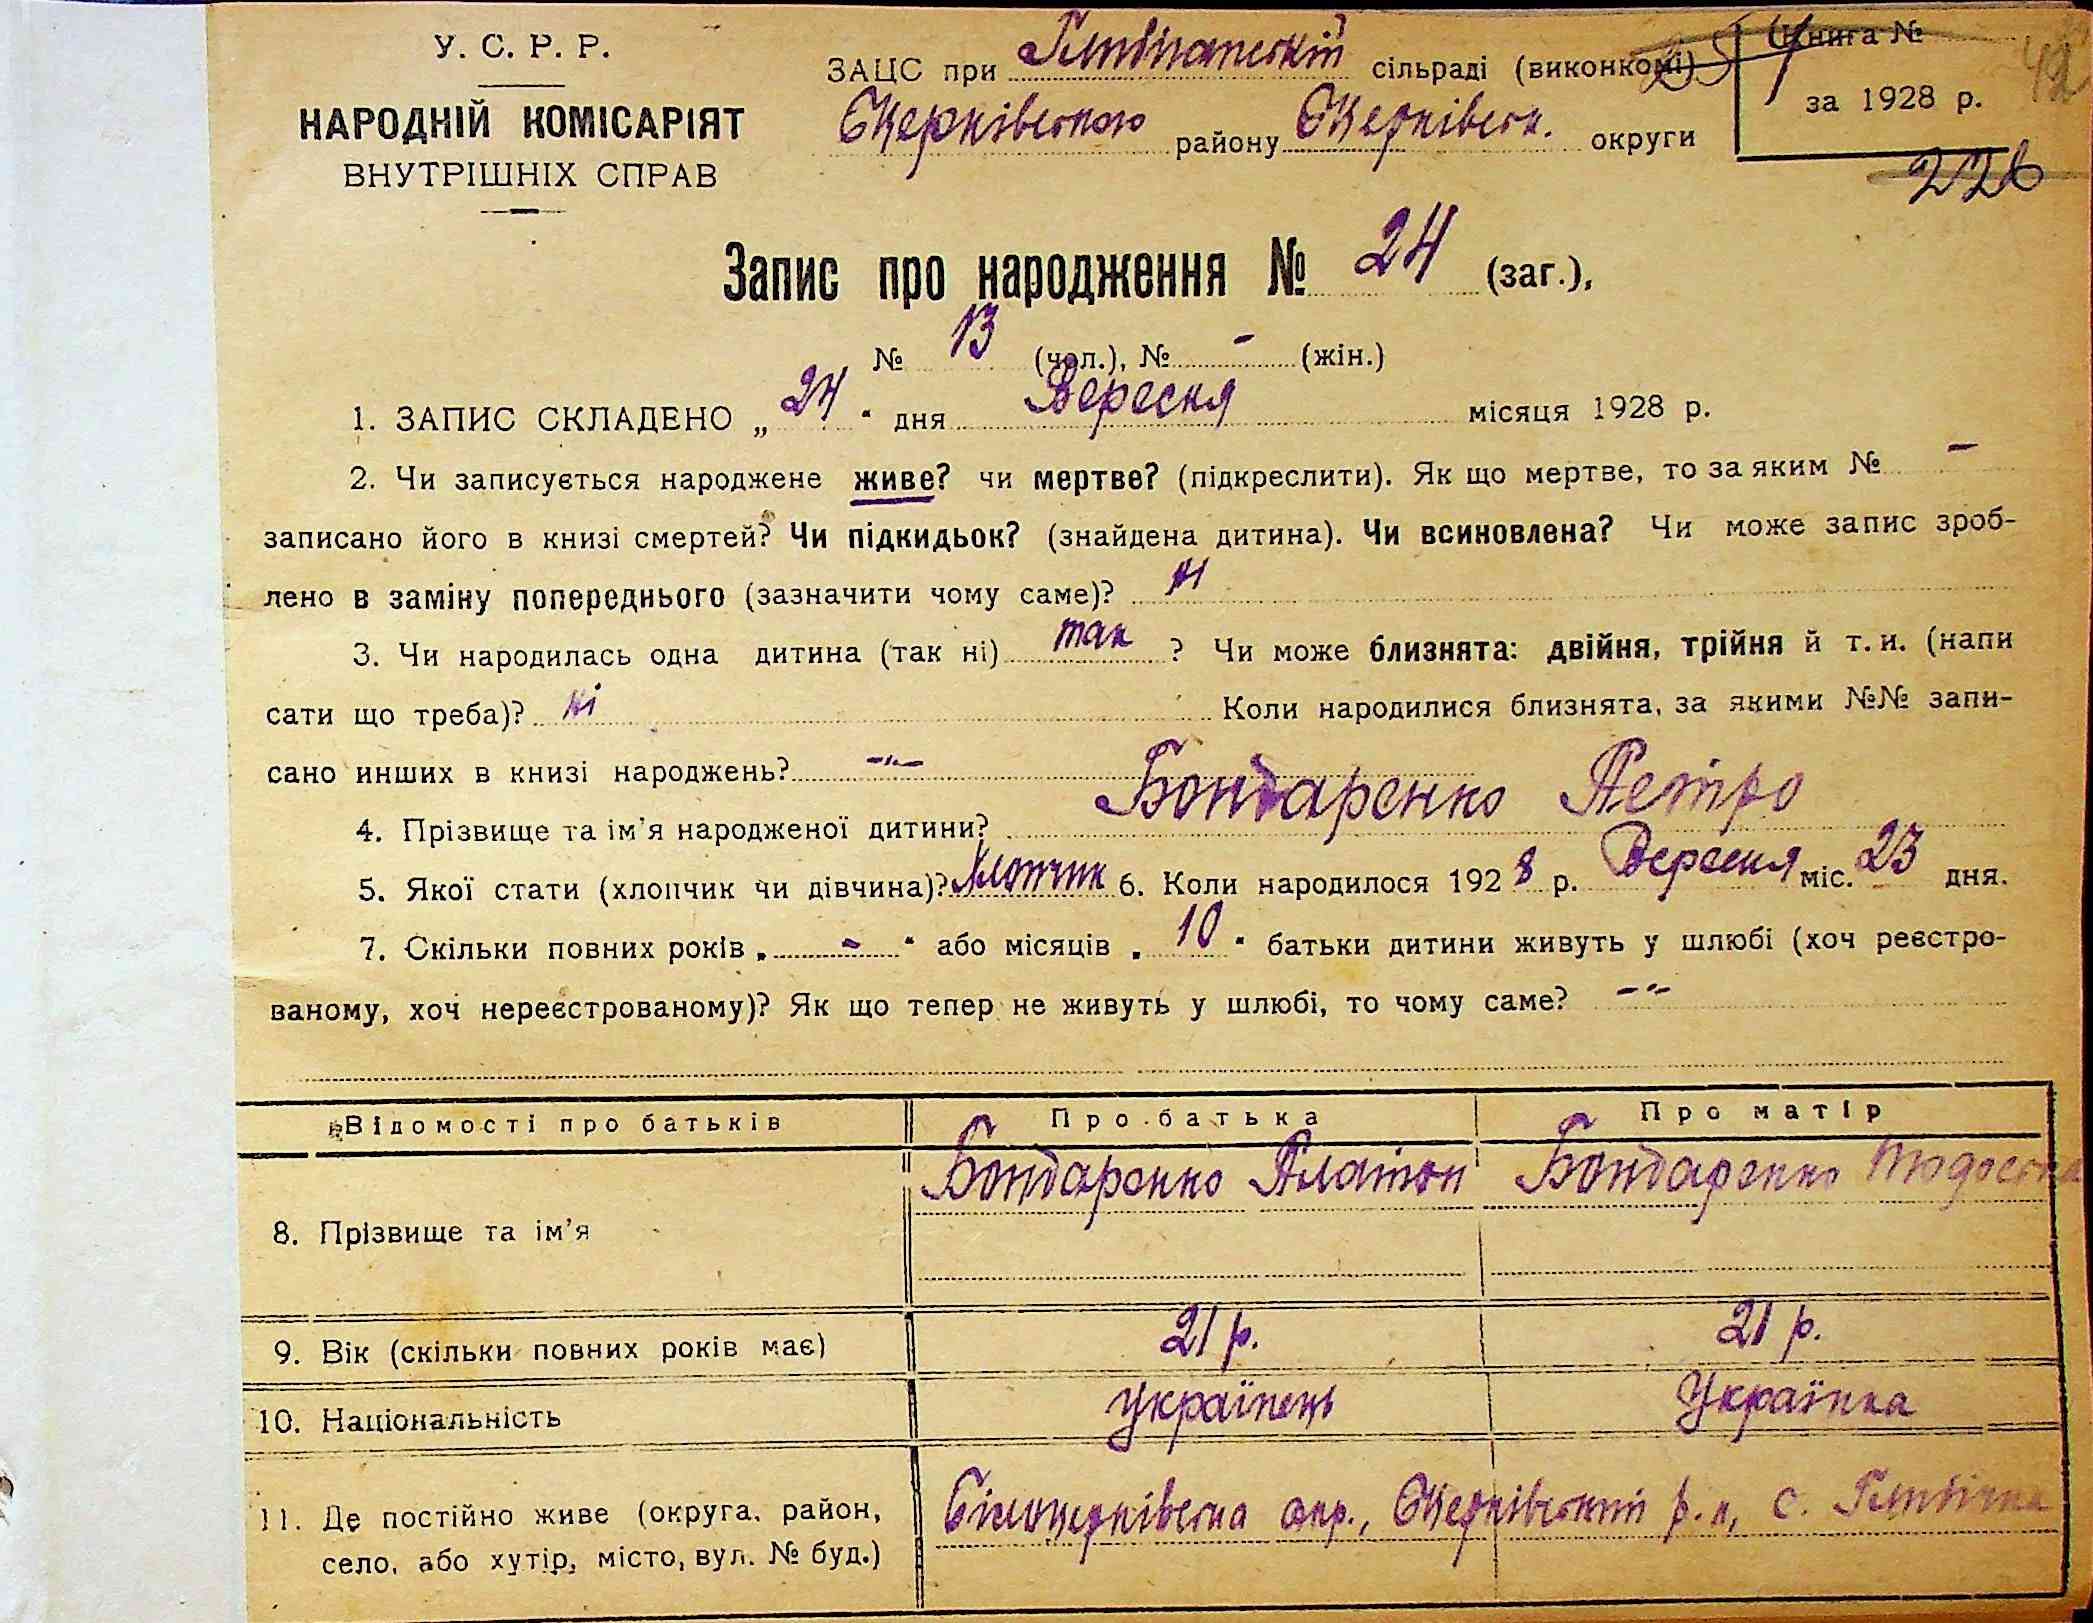 У. С. Р. Р.
НАРОДНІЙ КОМІСАРІЯТ
ВНУТРІШНІХ СПРАВ
ЗАЦС при сільраді (виконкомі)
Б/Церківського району Б/Церківськ. округи
Книга №
за 1928 р.
42
226
Запис про народження № 24 (заг.),
№ 13 (чол.), № - (жін.)
1. ЗАПИС СКЛАДЕНО „ 24 “ дня Вересня місяця 1928 р.
2. Чи записується народжене живе? чи мертве? (підкреслити). Як що мертве, то за яким № -
записано його в книзі смертей? Чи підкидьок? (знайдена дитина). Чи всиновлена? Чи може запис зроб-
лено в заміну попереднього (зазначити чому саме)? ні
3. Чи народилась одна дитина (так ні) так ? Чи може близнята: двійня, трійня й т. и. (напи
сати що треба)? ні Коли народилися близнята, за якими №№ запи-
сано инших в книзі народжень? -"-
4. Прізвище та ім'я народженої дитини? Бондаренко Петро
5. Якої стати (хлопчик чи дівчина)? Хлопчик 6. Коли народилося 1928 р. Вересня міс. 23 дня.
7. Скільки повних років „ - “ або місяців „ 10 “ батьки дитини живуть у шлюбі (хоч реєстро-
ваному, хоч нереєстрованому)? Як що тепер не живуть у шлюбі, то чому саме? -"-
Відомості про батьків Про батька Про матір
8. Прізвище та ім'я Бондаренко Платон Бондаренко Тодоска
9. Вік (скільки повних років має) 21 р. 21 р.
10. Національність Українець Українка
11. Де постійно живе (округа, район,
село, або хутір, місто, вул. № буд.) Білоцерківська окр., Б/Церківський р-н, с.